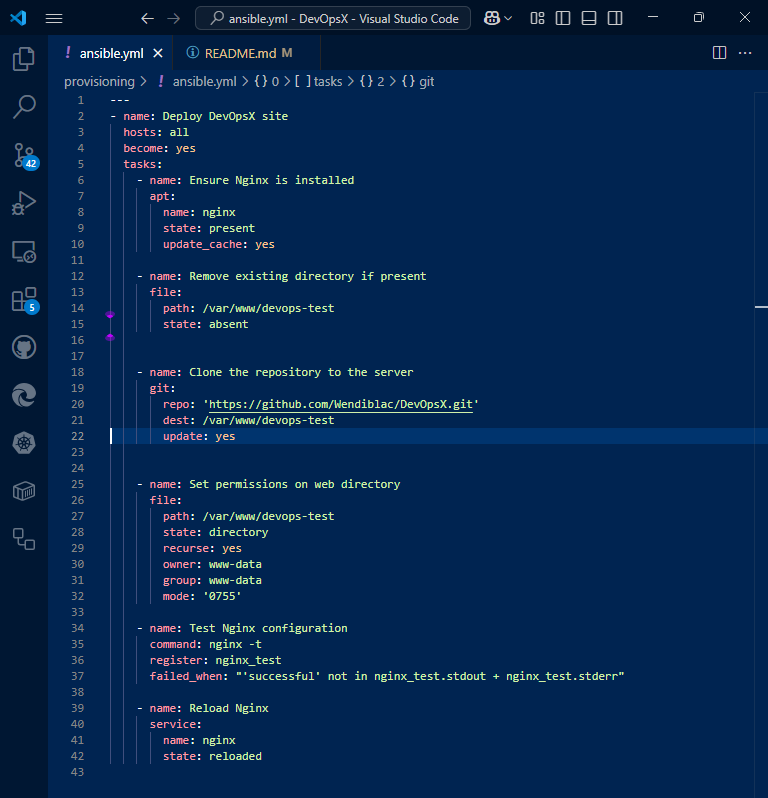 ansible.yml - DevOpsX - Visual Studio Code
! ansible.yml
README.md M
provisioning > ! ansible.yml > {} 0 > [ ] tasks > {} 2 > {} git
42
5
1 ---
2 - name: Deploy DevOpsX site
3 hosts: all
4 become: yes
5 tasks:
6 - name: Ensure Nginx is installed
7 apt:
8 name: nginx
9 state: present
10 update_cache: yes
11
12 - name: Remove existing directory if present
13 file:
14 path: /var/www/devops-test
15 state: absent
16
17
18 - name: Clone the repository to the server
19 git:
20 repo: 'https://github.com/Wendiblac/DevOpsX.git'
21 dest: /var/www/devops-test
22 update: yes
23
24
25 - name: Set permissions on web directory
26 file:
27 path: /var/www/devops-test
28 state: directory
29 recurse: yes
30 owner: www-data
31 group: www-data
32 mode: '0755'
33
34 - name: Test Nginx configuration
35 command: nginx -t
36 register: nginx_test
37 failed_when: "'successful' not in nginx_test.stdout + nginx_test.stderr"
38
39 - name: Reload Nginx
40 service:
41 name: nginx
42 state: reloaded
43